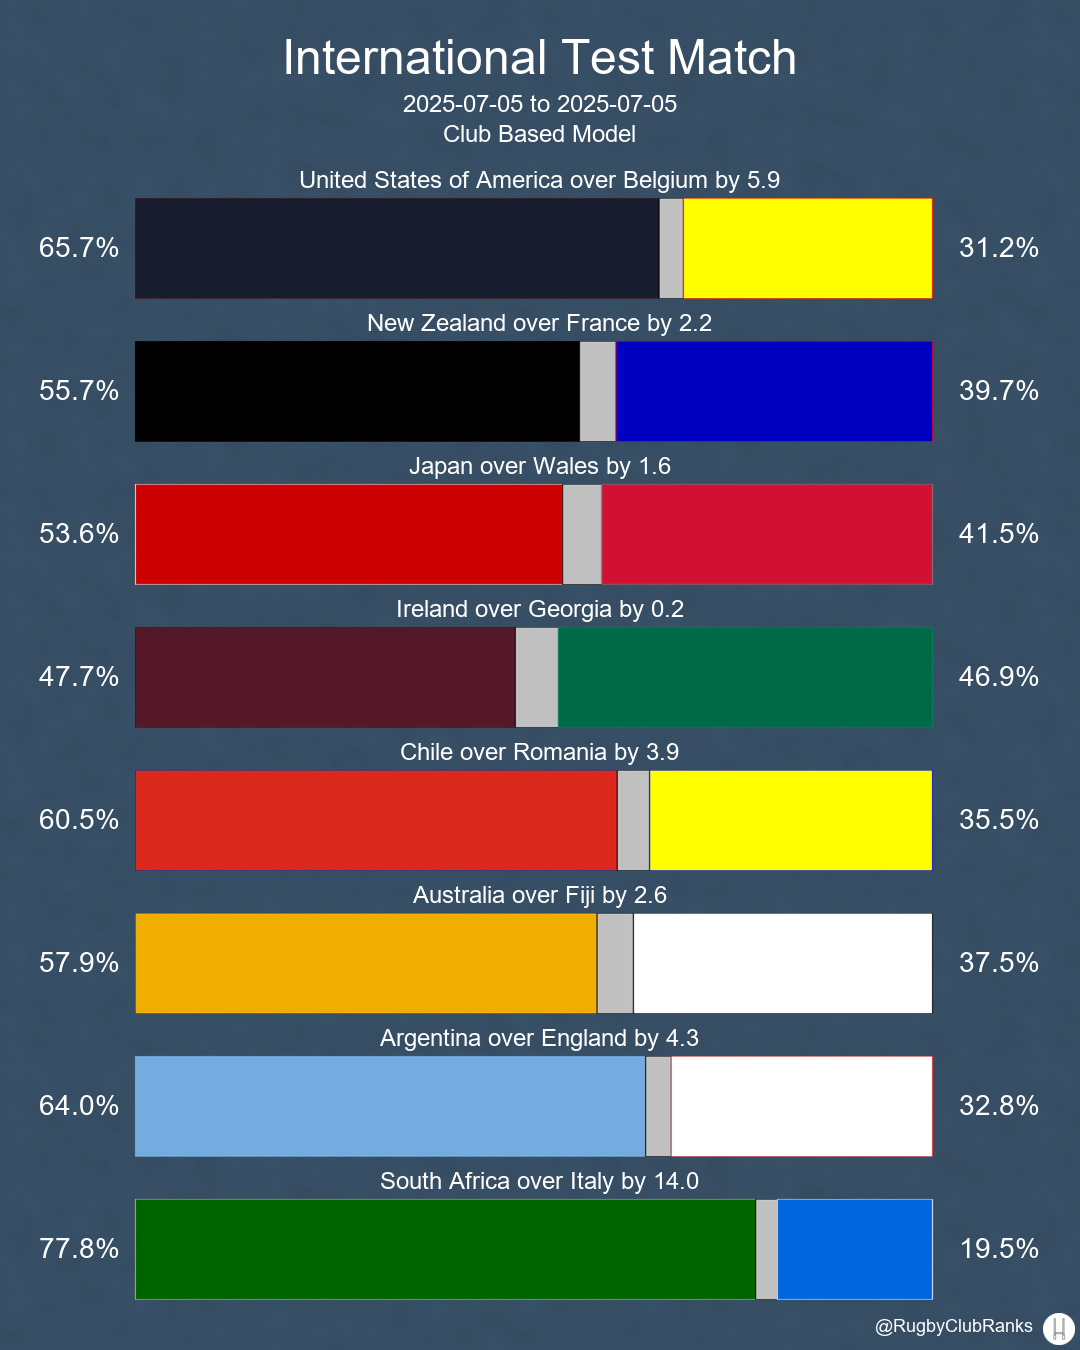 International Test Match
2025-07-05 to 2025-07-05
Club Based Model
United States of America over Belgium by 5.9
65.7%
31.2%
New Zealand over France by 2.2
55.7%
39.7%
Japan over Wales by 1.6
53.6%
41.5%
Ireland over Georgia by 0.2
47.7%
46.9%
Chile over Romania by 3.9
60.5%
35.5%
Australia over Fiji by 2.6
57.9%
37.5%
Argentina over England by 4.3
64.0%
32.8%
South Africa over Italy by 14.0
77.8%
19.5%
@RugbyClubRanks